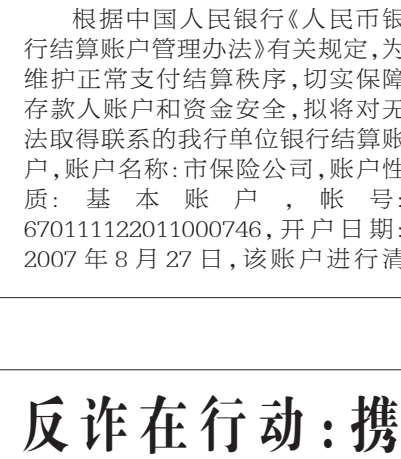 根据中国人民银行《人民币银
行结算账户管理办法》有关规定,为
维护正常支付结算秩序,切实保障
存款人账户和资金安全,拟将对无
法取得联系的我行单位银行结算账
户,账户名称:市保险公司,账户性
质:基本账户,帐号:
670111122011000746,开户日期:
2007年8月27日,该账户进行清
反诈在行动:携